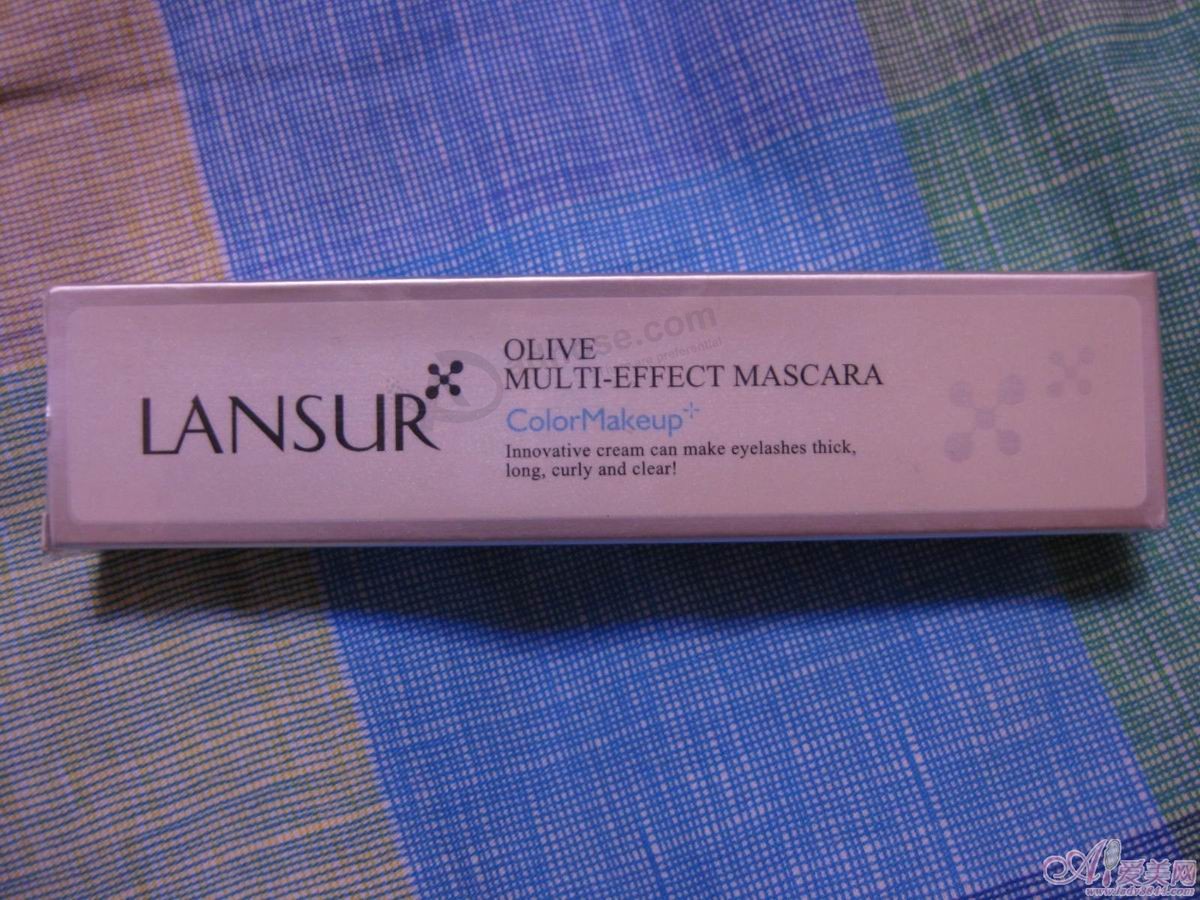 LANSUR
OLIVE
MULTI-EFFECT MASCARA
ColorMakeup+
Innovative cream can make eyelashes thick,
long, curly and clear!
爱美网